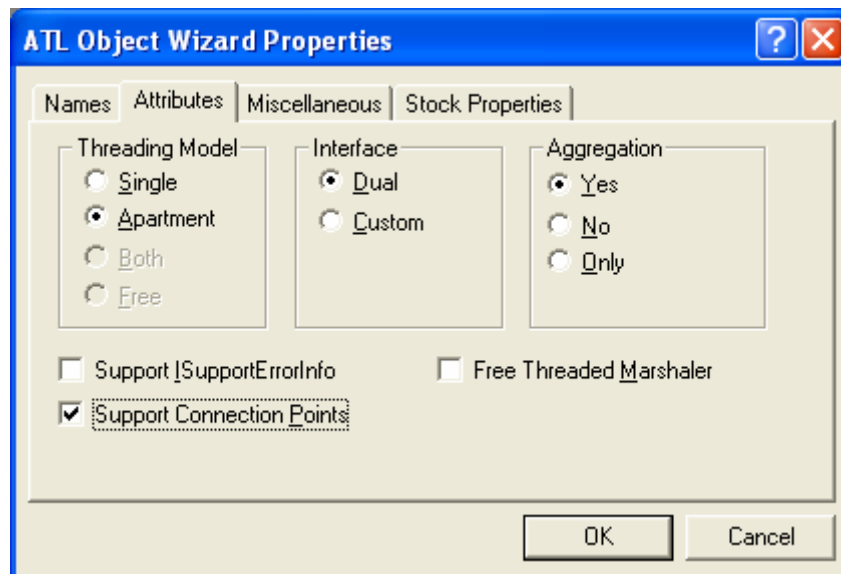 ATL Object Wizard Properties
Names Attributes Miscellaneous Stock Properties
Threading Model Interface Aggregation
Single Dual Yes
Apartment Custom No
Both Only
Free
Support ISupportErrorInfo Free Threaded Marshaler
Support Connection Points
OK Cancel